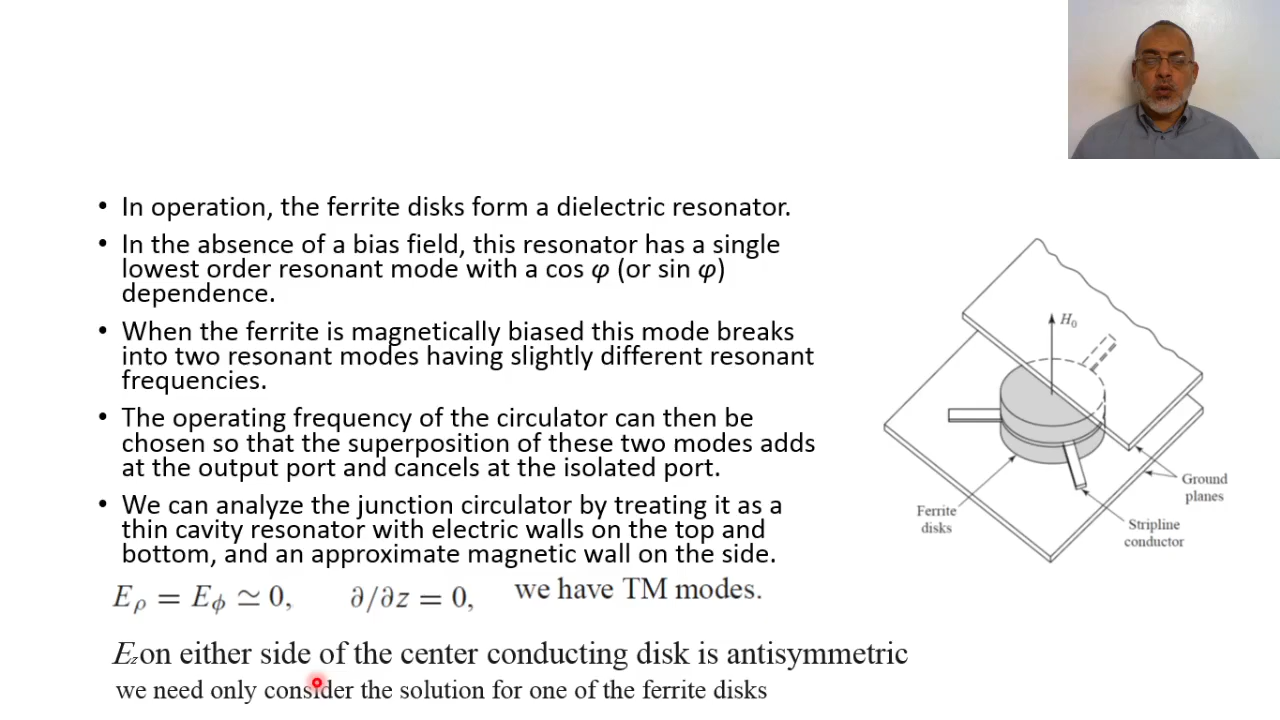 • In operation, the ferrite disks form a dielectric resonator.
• In the absence of a bias field, this resonator has a single
lowest order resonant mode with a cos φ (or sin φ)
dependence.
• When the ferrite is magnetically biased this mode breaks
into two resonant modes having slightly different resonant
frequencies.
• The operating frequency of the circulator can then be
chosen so that the superposition of these two modes adds
at the output port and cancels at the isolated port.
• We can analyze the junction circulator by treating it as a
thin cavity resonator with electric walls on the top and
bottom, and an approximate magnetic wall on the side.
E_ρ = E_ϕ ≃ 0, ∂/∂z = 0, we have TM modes.
E_z on either side of the center conducting disk is antisymmetric
we need only consider the solution for one of the ferrite disks
H₀
Ground
planes
Ferrite
disks
Stripline
conductor